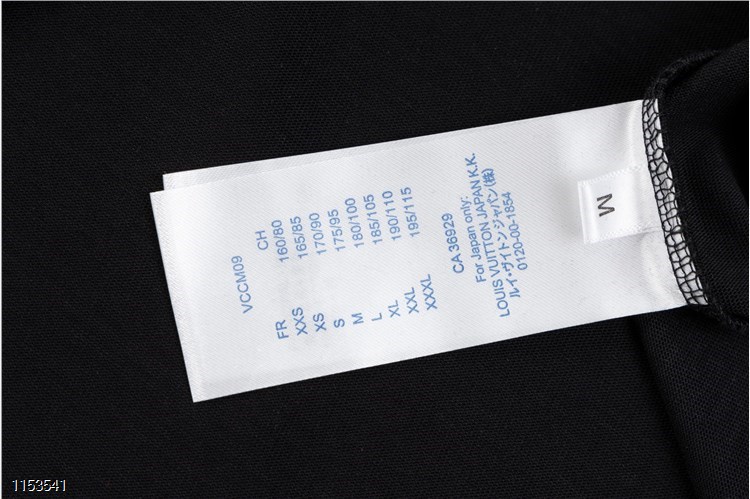 VCCM09
FR CH
XXS 160/80
XS 165/85
S 170/90
M 175/95
L 180/100
XL 185/105
XXL 190/110
XXXL 195/115
CA 36929
For Japan only:
LOUIS VUITTON JAPAN K.K.
ルイ・ヴィトン ジャパン(株)
0120-00-1854
M
1153541